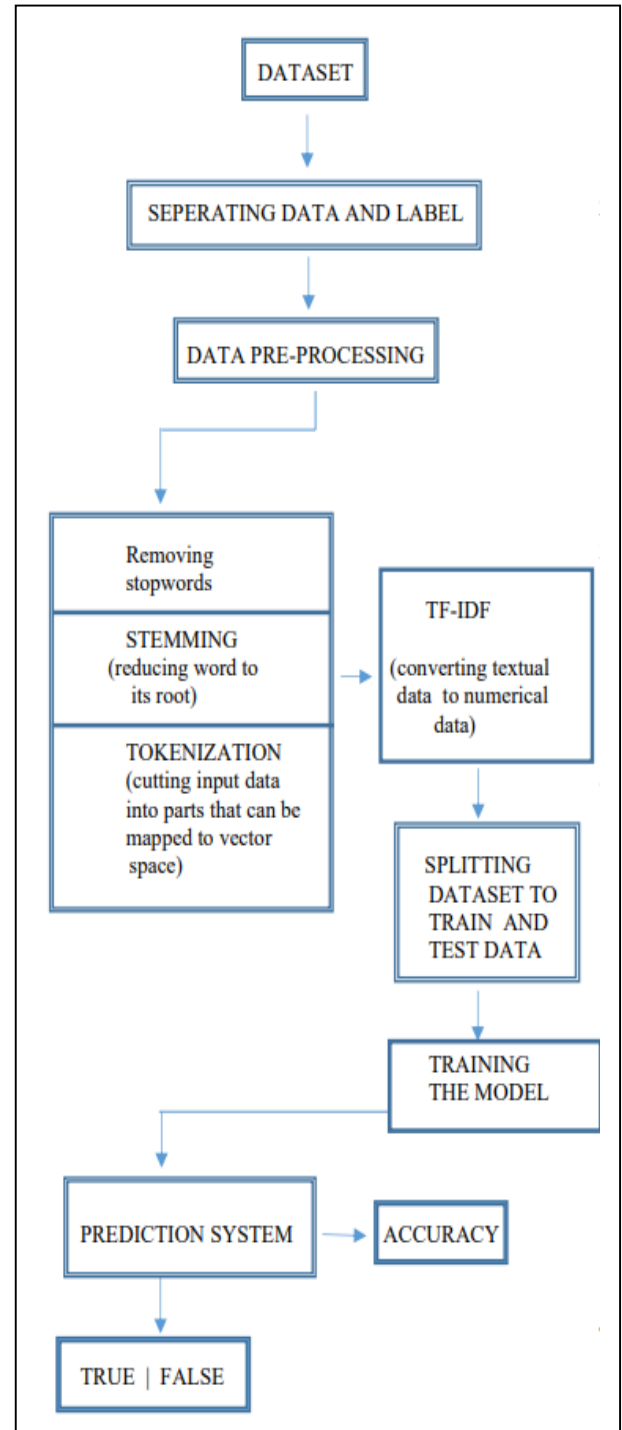 DATASET
SEPERATING DATA AND LABEL
DATA PRE-PROCESSING
Removing
stopwords
STEMMING
(reducing word to
its root)
TOKENIZATION
(cutting input data
into parts that can be
mapped to vector
space)
TF-IDF
(converting textual
data to numerical
data)
SPLITTING
DATASET TO
TRAIN AND
TEST DATA
TRAINING
THE MODEL
PREDICTION SYSTEM
ACCURACY
TRUE | FALSE